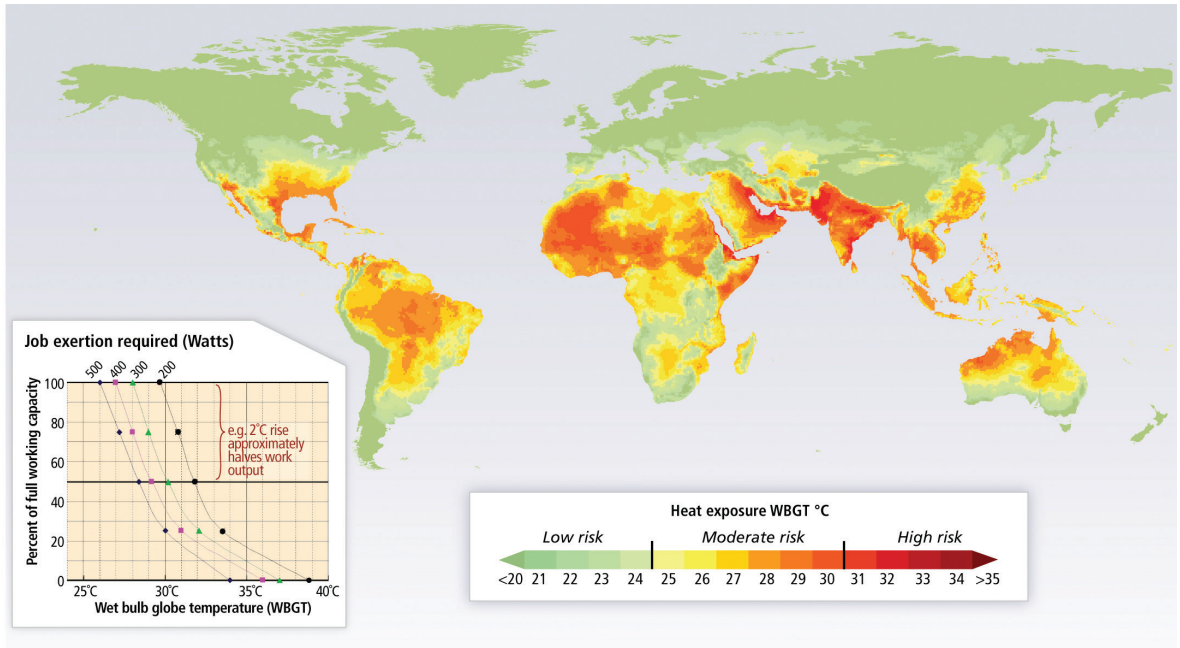 Job exertion required (Watts)
500
400
300
200
100
80
60
40
20
0
Percent of full working capacity
e.g. 2°C rise
approximately
halves work
output
25°C
30°C
35°C
40°C
Wet bulb globe temperature (WBGT)
Heat exposure WBGT °C
Low risk Moderate risk High risk
<20 21 22 23 24 25 26 27 28 29 30 31 32 33 34 >35